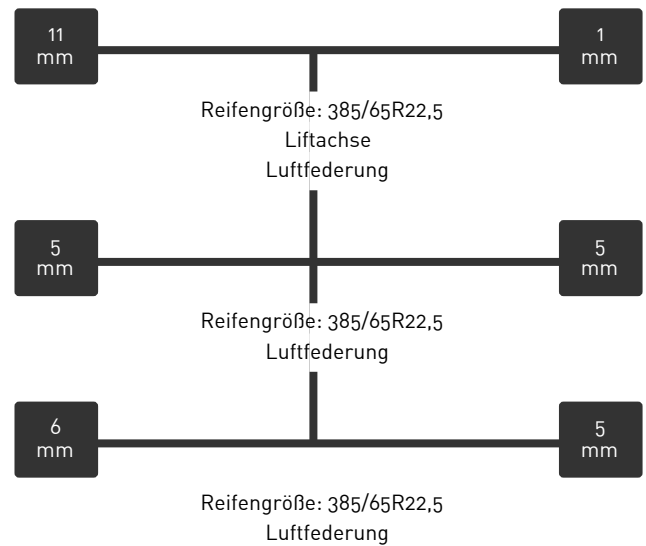 11
mm
1
mm
Reifengröße: 385/65R22,5
Liftachse
Luftfederung
5
mm
5
mm
Reifengröße: 385/65R22,5
Luftfederung
6
mm
5
mm
Reifengröße: 385/65R22,5
Luftfederung